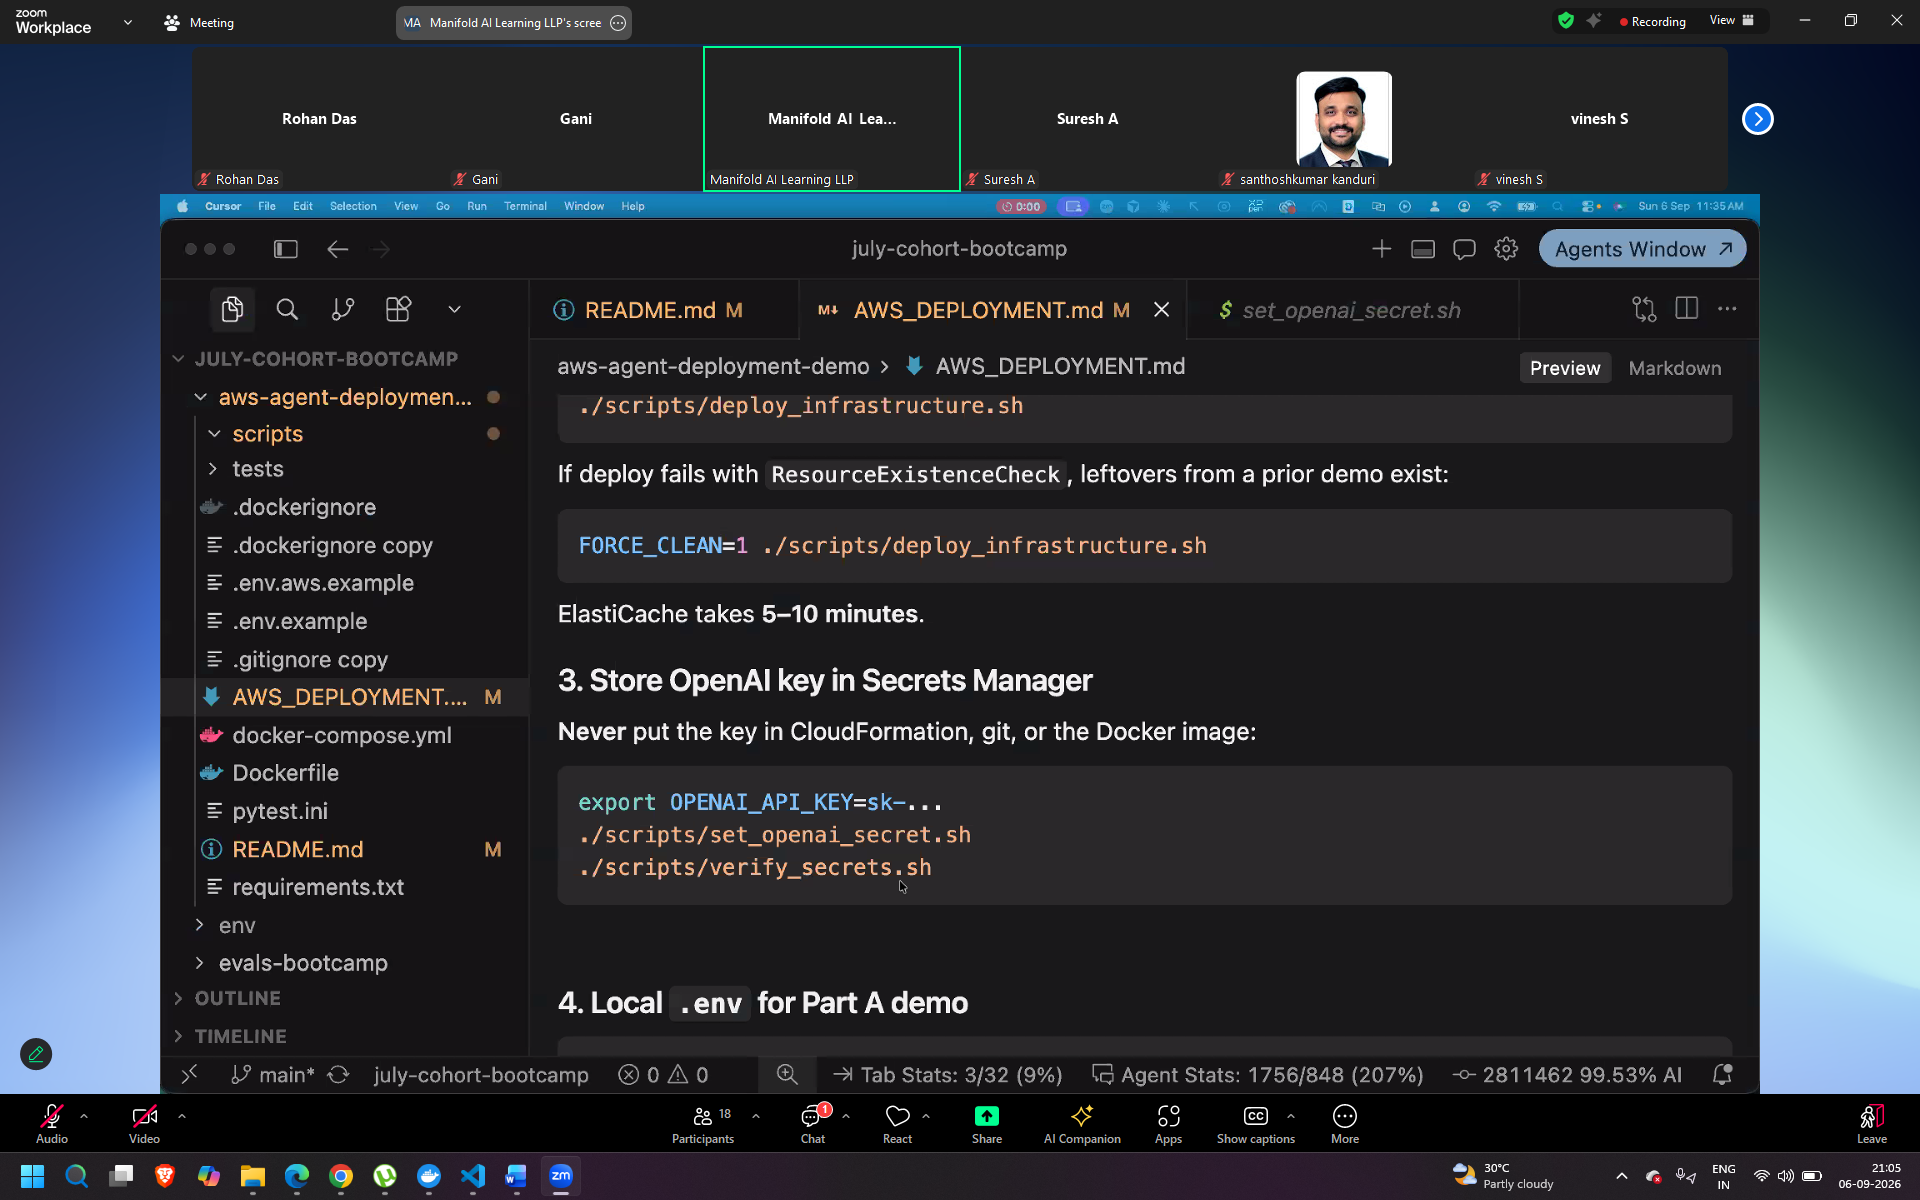 zoom
Workplace
Meeting
MA Manifold AI Learning LLP's scree
Recording
View
Rohan Das
Gani
Manifold AI Lea...
Suresh A
vinesh S
Rohan Das
Gani
Manifold AI Learning LLP
Suresh A
santhoshkumar kanduri
vinesh S
Cursor File Edit Selection View Go Run Terminal Window Help
0:00
Sun 6 Sep 11:35 AM
july-cohort-bootcamp
Agents Window
README.md M
AWS_DEPLOYMENT.md M
$ set_openai_secret.sh
JULY-COHORT-BOOTCAMP
aws-agent-deploymen...
scripts
tests
.dockerignore
.dockerignore copy
.env.aws.example
.env.example
.gitignore copy
AWS_DEPLOYMENT.... M
docker-compose.yml
Dockerfile
pytest.ini
README.md M
requirements.txt
env
evals-bootcamp
OUTLINE
TIMELINE
aws-agent-deployment-demo > AWS_DEPLOYMENT.md
Preview
Markdown
./scripts/deploy_infrastructure.sh
If deploy fails with ResourceExistenceCheck, leftovers from a prior demo exist:
FORCE_CLEAN=1 ./scripts/deploy_infrastructure.sh
ElastiCache takes 5–10 minutes.
3. Store OpenAI key in Secrets Manager
Never put the key in CloudFormation, git, or the Docker image:
export OPENAI_API_KEY=sk-...
./scripts/set_openai_secret.sh
./scripts/verify_secrets.sh
4. Local .env for Part A demo
main*
july-cohort-bootcamp
0 0
Tab Stats: 3/32 (9%)
Agent Stats: 1756/848 (207%)
2811462 99.53% AI
Audio
Video
18
Participants
1
Chat
React
Share
AI Companion
Apps
CC
Show captions
More
Leave
zm
30°C
Partly cloudy
ENG
IN
21:05
06-09-2026